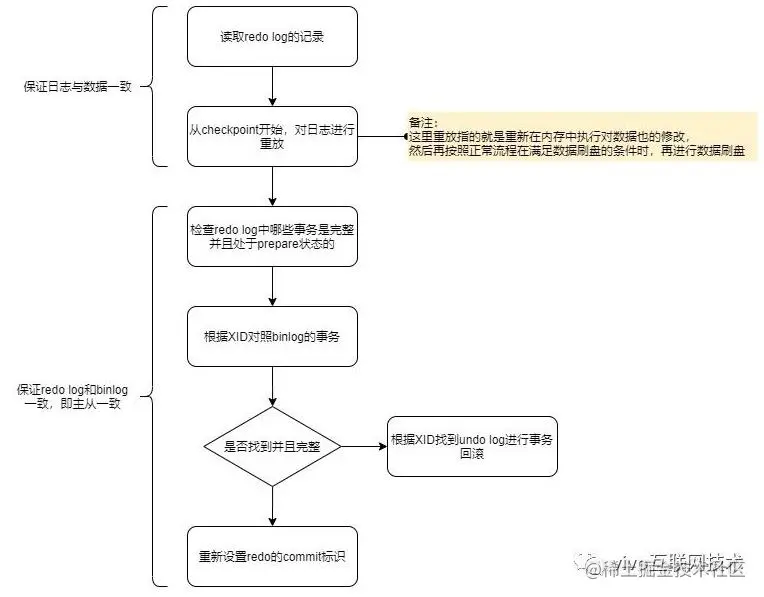 读取redo log的记录
保证日志与数据一致
从checkpoint开始，对日志进行
重放
备注：
这里重放指的就是重新在内存中执行对数据也的修改，
然后再按照正常流程在满足数据刷盘的条件时，再进行数据刷盘
检查redo log中哪些事务是完整
并且处于prepare状态的
根据XID对照binlog的事务
保证redo log和binlog
一致，即主从一致
是否找到并且完整
根据XID找到undo log进行事务
回滚
重新设置redo的commit标识
vivo互联网技术
@稀土掘金技术社区